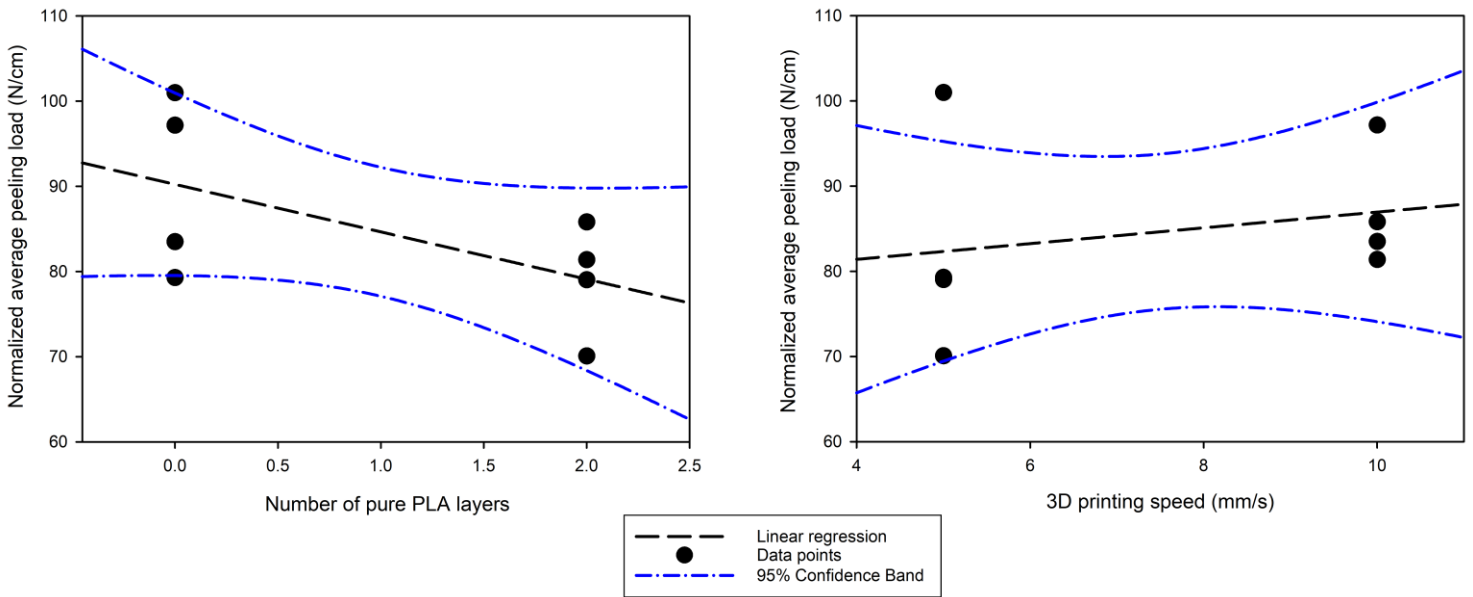 Normalized average peeling load (N/cm)
110
100
90
80
70
60
0.0 0.5 1.0 1.5 2.0 2.5
Number of pure PLA layers
Normalized average peeling load (N/cm)
110
100
90
80
70
60
4 6 8 10
3D printing speed (mm/s)
Linear regression
Data points
95% Confidence Band